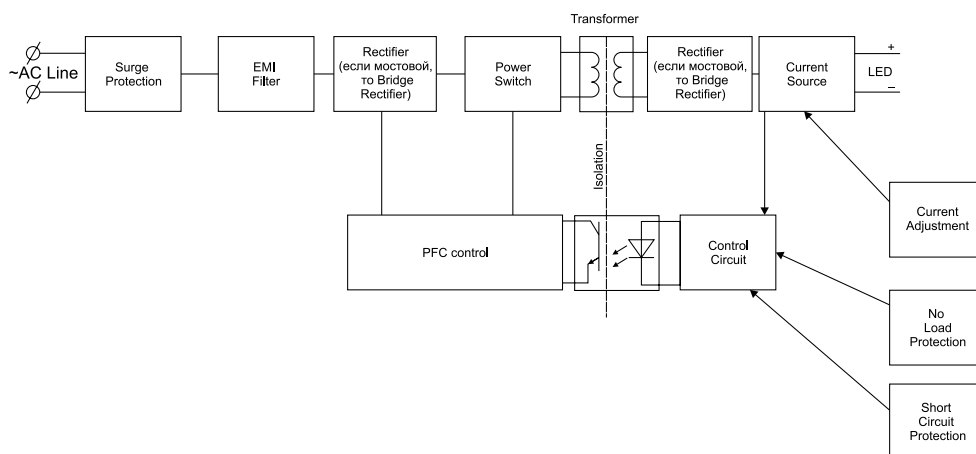 Transformer
~AC Line
Surge
Protection
EMI
Filter
Rectifier
(если мостовой,
то Bridge
Rectifier)
Power
Switch
Rectifier
(если мостовой,
то Bridge
Rectifier)
Current
Source
+
LED
–
Isolation
Current
Adjustment
PFC control
Control
Circuit
No
Load
Protection
Short
Circuit
Protection